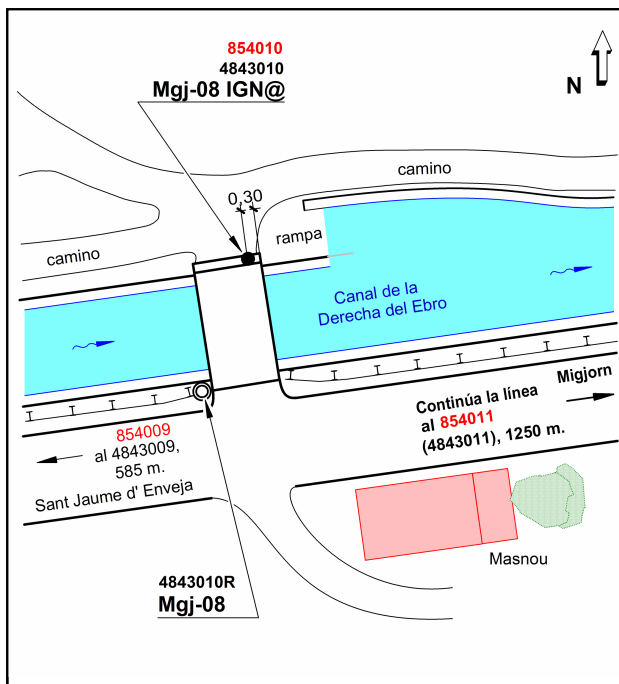 854010
4843010
Mgj-08 IGN@
N
camino
0,30
camino
rampa
Canal de la
Derecha del Ebro
Migjorn
Continúa la línea
al 854011
(4843011), 1250 m.
854009
al 4843009,
585 m.
Sant Jaume d' Enveja
Masnou
4843010R
Mgj-08